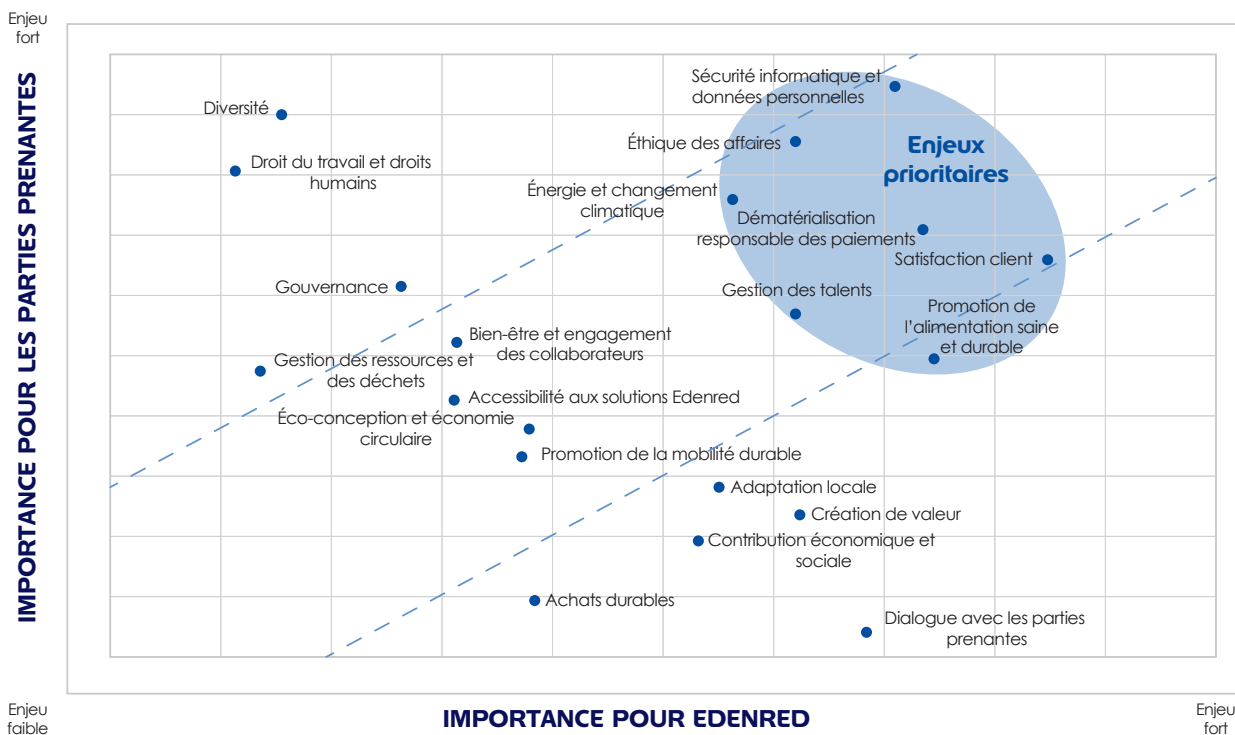 Enjeu
fort
IMPORTANCE POUR LES PARTIES PRENANTES
Sécurité informatique et
données personnelles
Diversité
Éthique des affaires
Enjeux
prioritaires
Droit du travail et droits
humains
Énergie et changement
climatique
Dématérialisation
responsable des paiements
Satisfaction client
Gouvernance
Gestion des talents
Promotion de
l’alimentation saine
et durable
Bien-être et engagement
des collaborateurs
Gestion des ressources et
des déchets
Accessibilité aux solutions Edenred
Éco-conception et économie
circulaire
Promotion de la mobilité durable
Adaptation locale
Création de valeur
Contribution économique et
sociale
Achats durables
Dialogue avec les parties
prenantes
Enjeu
faible
IMPORTANCE POUR EDENRED
Enjeu
fort